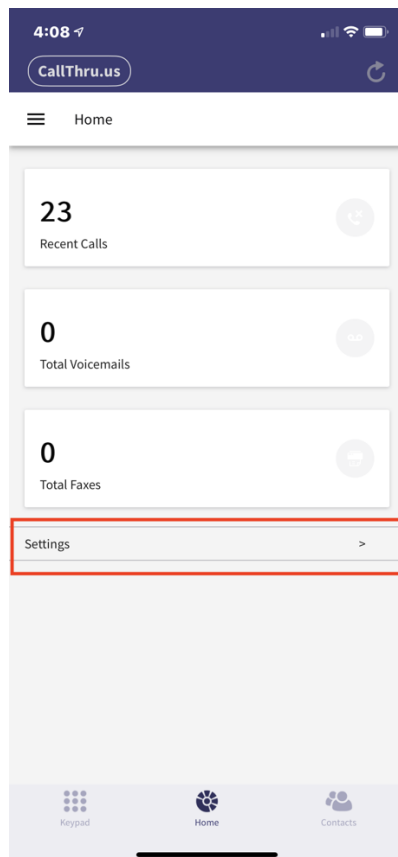 4:08
CallThru.us
Home
23
Recent Calls
0
Total Voicemails
0
Total Faxes
Settings >
Keypad Home Contacts